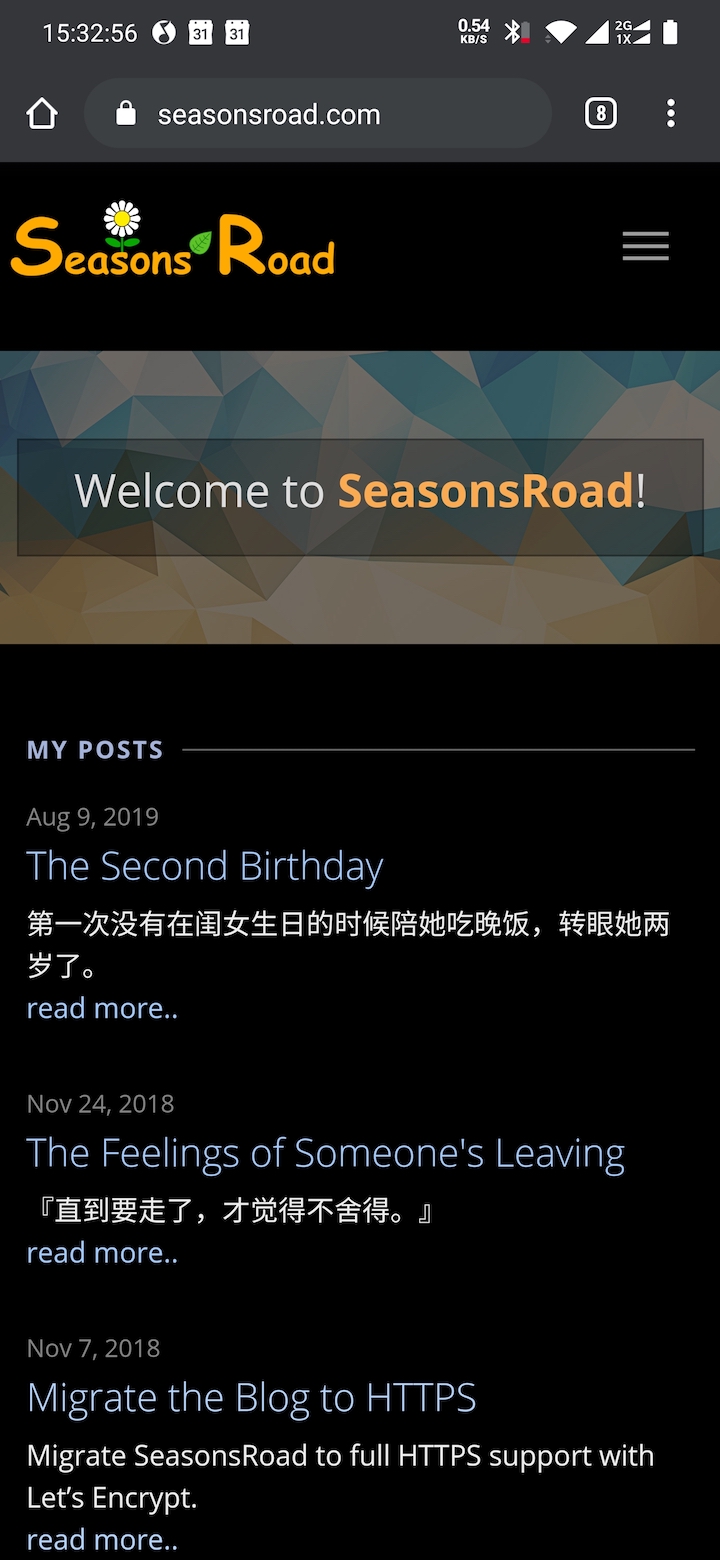 15:32:56
31
31
0.54
KB/S
2G
1X
seasonsroad.com
8
Seasons Road
Welcome to SeasonsRoad!
MY POSTS
Aug 9, 2019
The Second Birthday
第一次没有在闺女生日的时候陪她吃晚饭，转眼她两
岁了。
read more..
Nov 24, 2018
The Feelings of Someone's Leaving
『直到要走了，才觉得不舍得。』
read more..
Nov 7, 2018
Migrate the Blog to HTTPS
Migrate SeasonsRoad to full HTTPS support with
Let’s Encrypt.
read more..